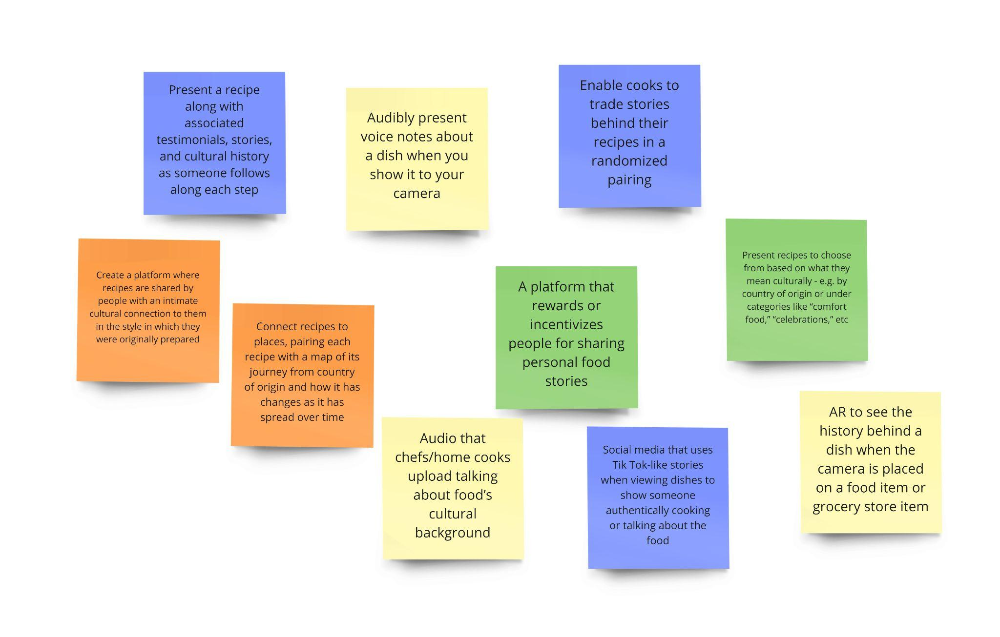 Present a recipe
along with
associated
testimonials, stories,
and cultural history
as someone follows
along each step
Audibly present
voice notes about
a dish when you
show it to your
camera
Enable cooks to
trade stories
behind their
recipes in a
randomized
pairing
Create a platform where
recipes are shared by
people with an intimate
cultural connection to them
in the style in which they
were originally prepared
Connect recipes to
places, pairing each
recipe with a map of its
journey from country
of origin and how it has
changes as it has
spread over time
A platform that
rewards or
incentivizes
people for sharing
personal food
stories
Present recipes to choose
from based on what they
mean culturally - e.g. by
country of origin or under
categories like “comfort
food,” “celebrations,” etc
Audio that
chefs/home cooks
upload talking
about food’s
cultural
background
Social media that uses
Tik Tok-like stories
when viewing dishes to
show someone
authentically cooking
or talking about the
food
AR to see the
history behind a
dish when the
camera is placed
on a food item or
grocery store item